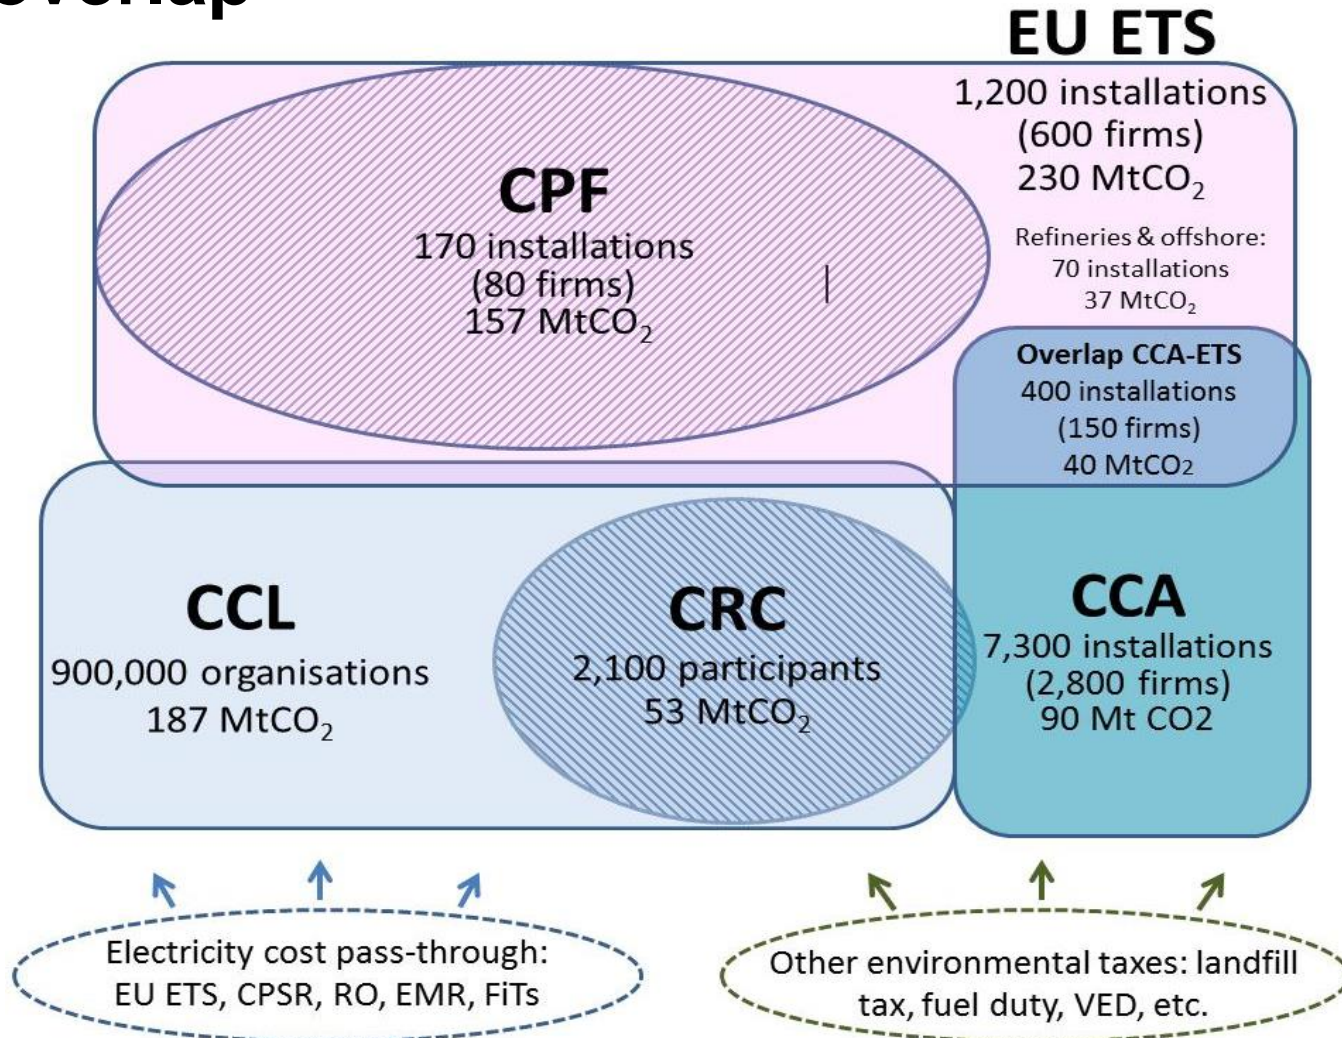 overlap
EU ETS
1,200 installations
(600 firms)
230 MtCO₂
Refineries & offshore:
70 installations
37 MtCO₂
CPF
170 installations
(80 firms)
157 MtCO₂
Overlap CCA-ETS
400 installations
(150 firms)
40 MtCO2
CCL
900,000 organisations
187 MtCO₂
CRC
2,100 participants
53 MtCO₂
CCA
7,300 installations
(2,800 firms)
90 Mt CO2
Electricity cost pass-through:
EU ETS, CPSR, RO, EMR, FiTs
Other environmental taxes: landfill
tax, fuel duty, VED, etc.